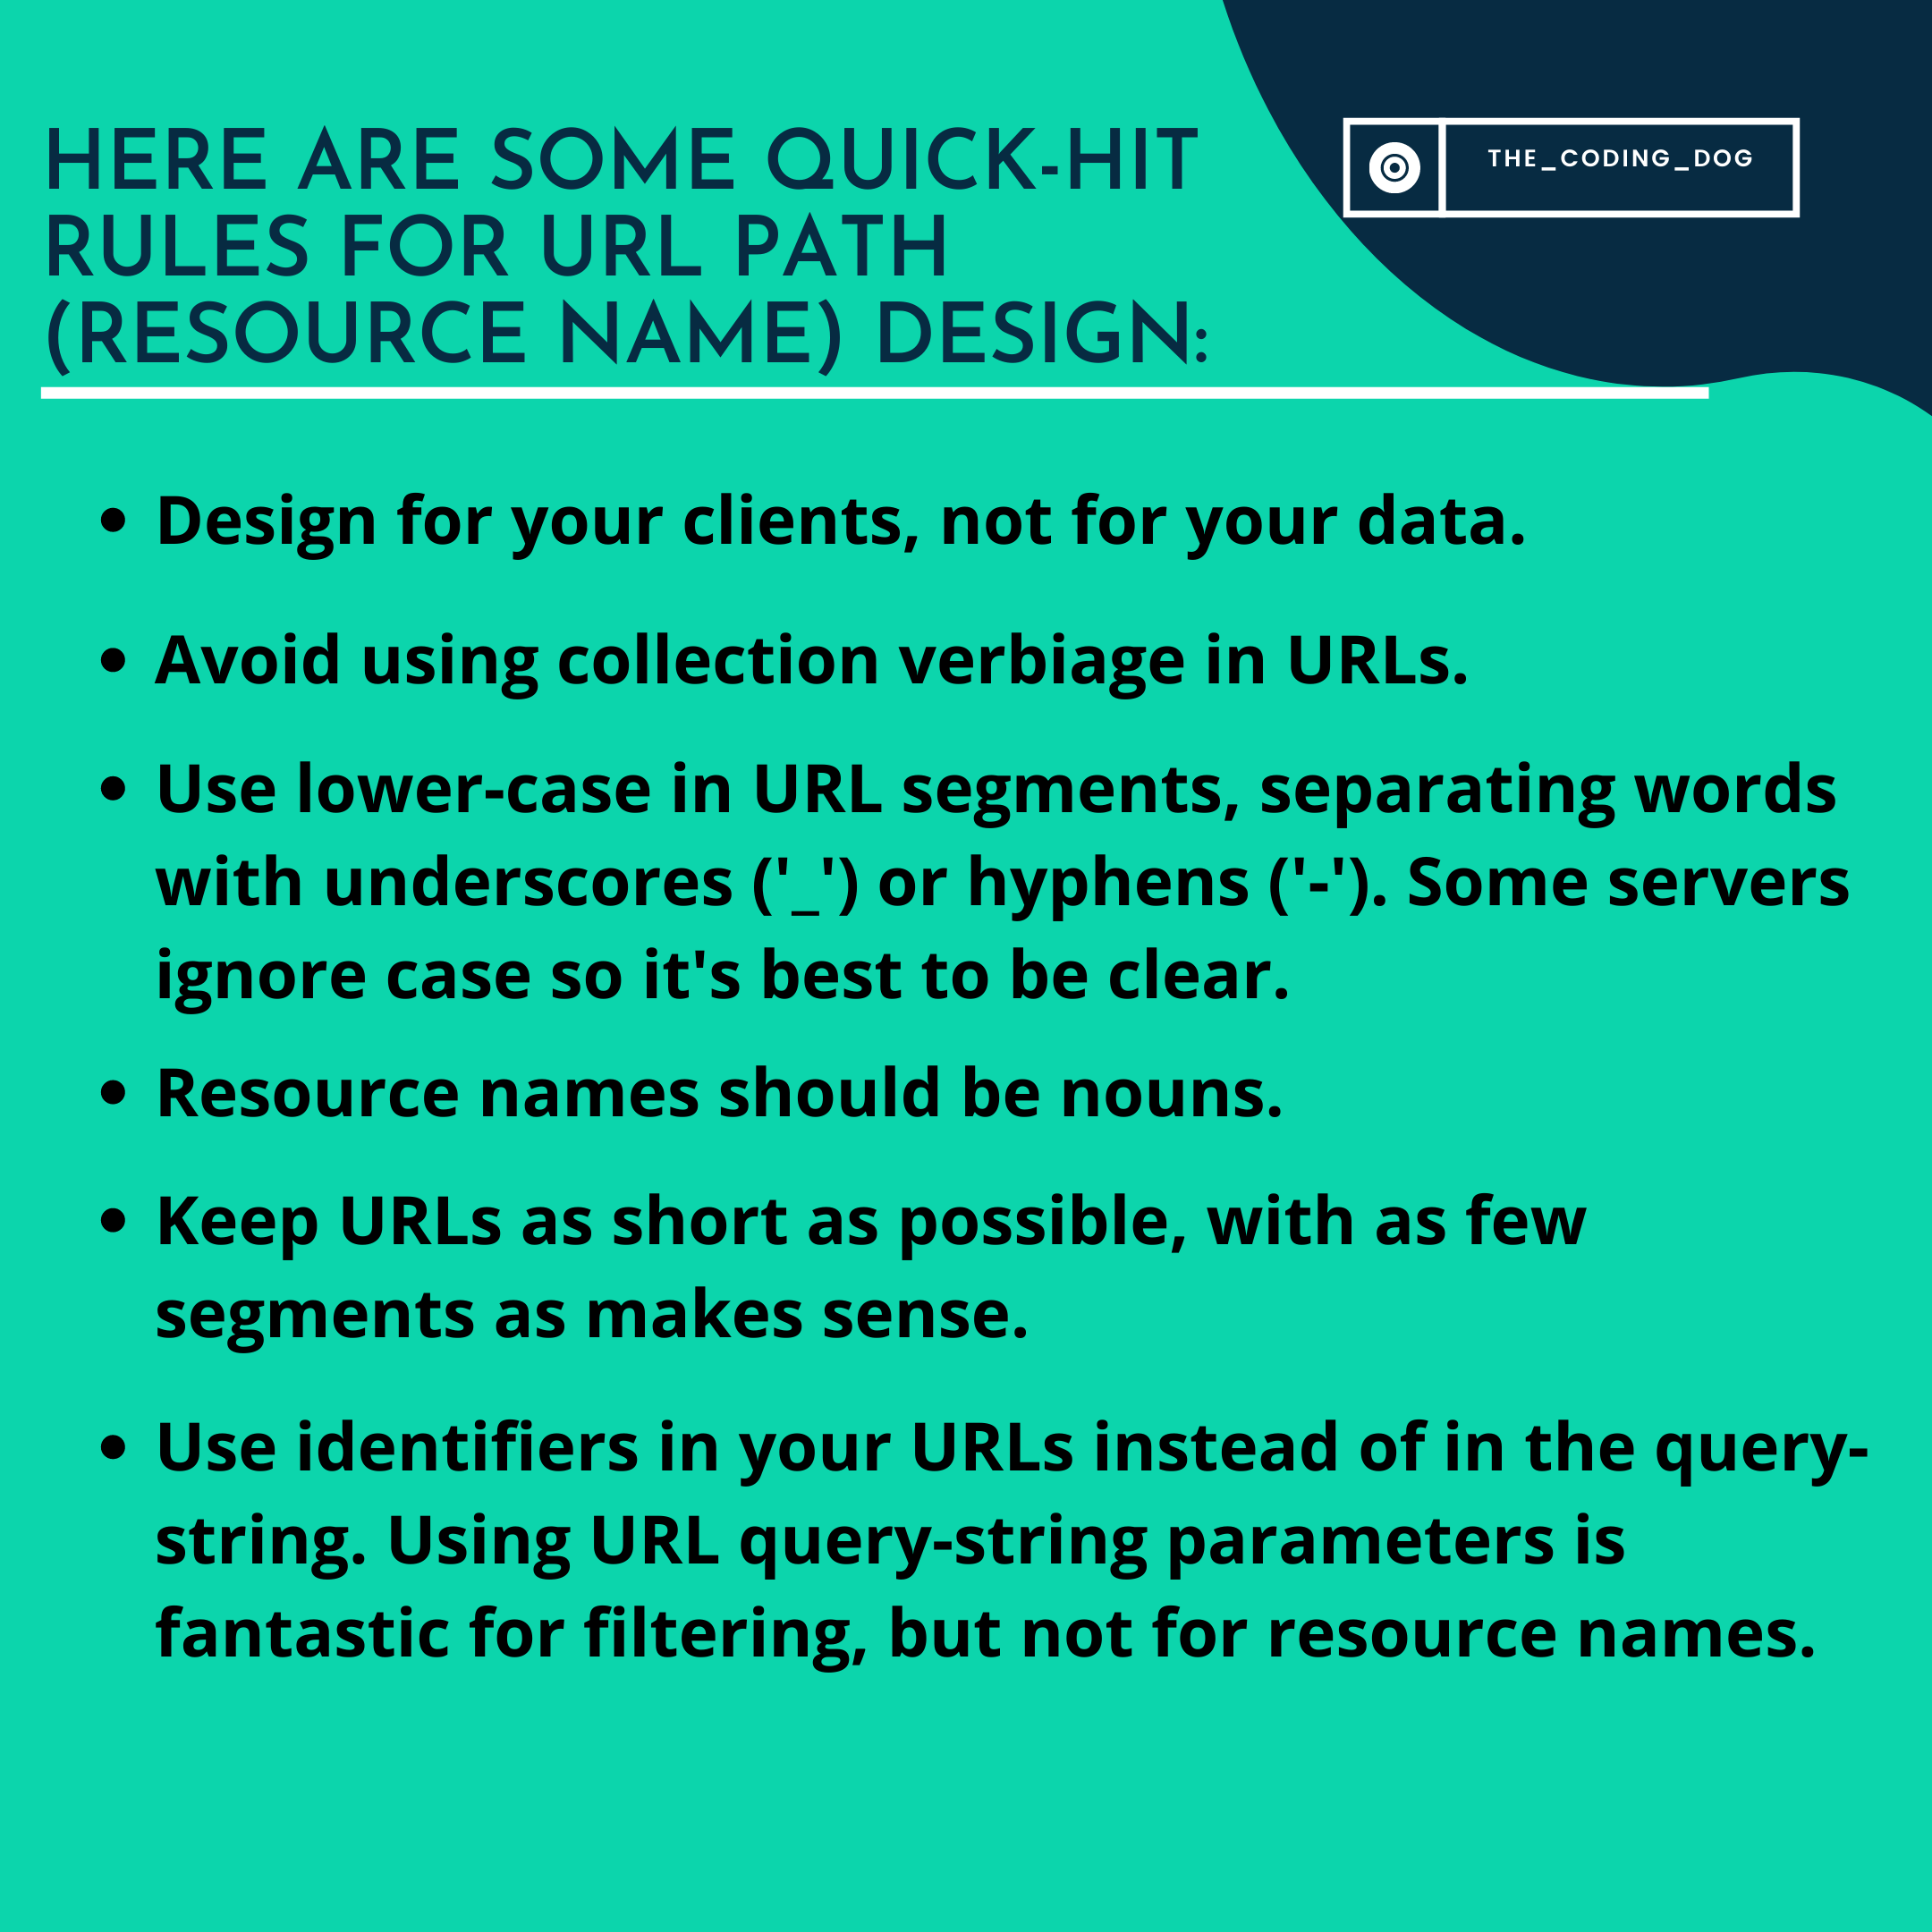 HERE ARE SOME QUICK-HIT
RULES FOR URL PATH
(RESOURCE NAME) DESIGN:
THE_CODING_DOG
• Design for your clients, not for your data.
• Avoid using collection verbiage in URLs.
• Use lower-case in URL segments, separating words
with underscores ('_') or hyphens ('-'). Some servers
ignore case so it's best to be clear.
• Resource names should be nouns.
• Keep URLs as short as possible, with as few
segments as makes sense.
• Use identifiers in your URLs instead of in the query-
string. Using URL query-string parameters is
fantastic for filtering, but not for resource names.